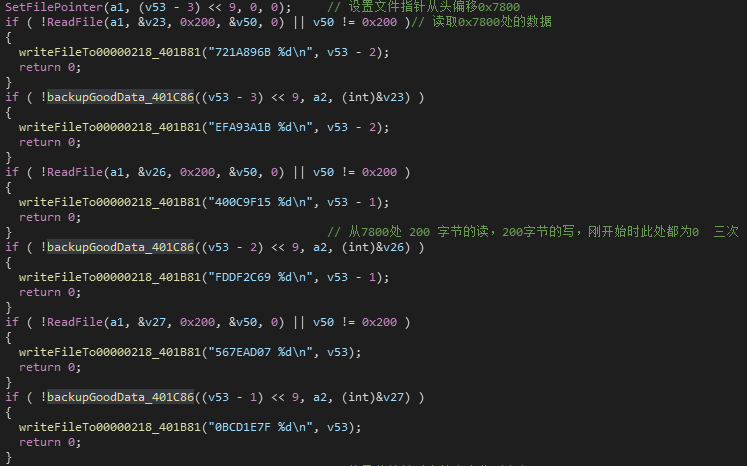 SetFilePointer(a1, (v53 - 3) << 9, 0, 0);     // 设置文件指针从头偏移0x7800
if ( !ReadFile(a1, &v23, 0x200, &v50, 0) || v50 != 0x200 )// 读取0x7800处的数据
{
  writeFileTo00000218_401B81("721A896B %d\n", v53 - 2);
  return 0;
}
if ( !backupGoodData_401C86((v53 - 3) << 9, a2, (int)&v23) )
{
  writeFileTo00000218_401B81("EFA93A1B %d\n", v53 - 2);
  return 0;
}
if ( !ReadFile(a1, &v26, 0x200, &v50, 0) || v50 != 0x200 )
{
  writeFileTo00000218_401B81("400C9F15 %d\n", v53 - 1);
  return 0;
}                                             // 从7800处 200 字节的读，200字节的写，刚开始时此处都为0  三次
if ( !backupGoodData_401C86((v53 - 2) << 9, a2, (int)&v26) )
{
  writeFileTo00000218_401B81("FDDF2C69 %d\n", v53 - 1);
  return 0;
}
if ( !ReadFile(a1, &v27, 0x200, &v50, 0) || v50 != 0x200 )
{
  writeFileTo00000218_401B81("567EAD07 %d\n", v53);
  return 0;
}
if ( !backupGoodData_401C86((v53 - 1) << 9, a2, (int)&v27) )
{
  writeFileTo00000218_401B81("0BCD1E7F %d\n", v53);
  return 0;
}